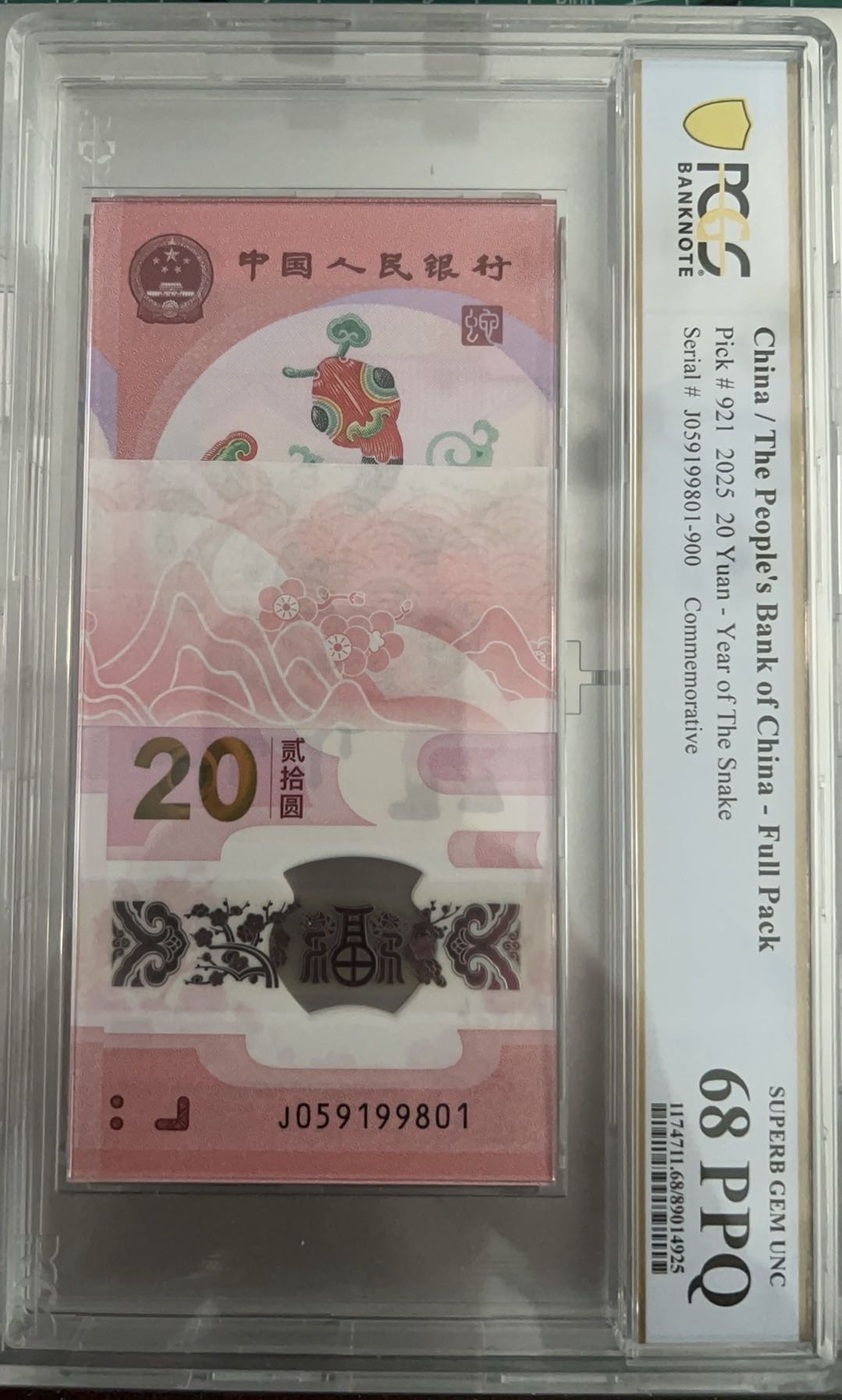 中国人民银行
蛇
20
贰拾圆
福
J059199801
PCGS
BANKNOTE
China / The People's Bank of China - Full Pack
Pick # 921 2025 20 Yuan - Year of The Snake
Serial # J059199801-900 Commemorative
SUPERB GEM UNC
68 PPQ
1174711.68/89014925